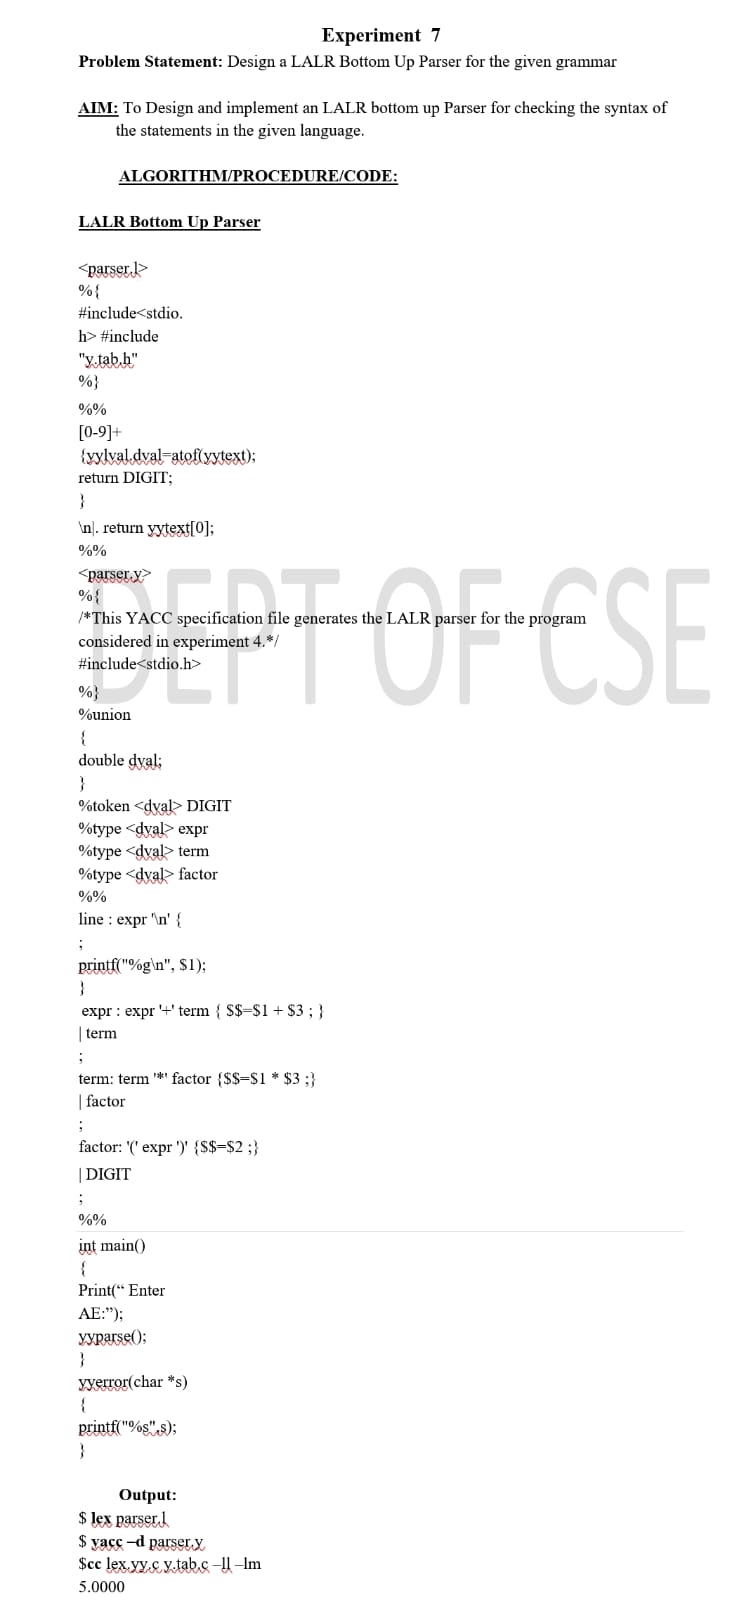 Experiment 7
Problem Statement: Design a LALR Bottom Up Parser for the given grammar
AIM: To Design and implement an LALR bottom up Parser for checking the syntax of
the statements in the given language.
ALGORITHM/PROCEDURE/CODE:
LALR Bottom Up Parser
<parser.l>
%{
#include<stdio.
h> #include
"y.tab.h"
%}
%%
[0-9]+
{yylval.dval=atof(yytext);
return DIGIT;
}
\n|. return yytext[0];
%%
<parser.y>
%{
/*This YACC specification file generates the LALR parser for the program
considered in experiment 4.*/
#include<stdio.h>
%}
%union
{
double dval;
}
%token <dval> DIGIT
%type <dval> expr
%type <dval> term
%type <dval> factor
%%
line : expr '\n' {
;
printf("%g\n", $1);
}
expr : expr '+' term { $$=$1 + $3 ; }
| term
;
term: term '*' factor {$$=$1 * $3 ;}
| factor
;
factor: '(' expr ')' {$$=$2 ;}
| DIGIT
;
%%
int main()
{
Print(“ Enter
AE:”);
yyparse();
}
yyerror(char *s)
{
printf("%s",s);
}
Output:
$ lex parser.l
$ yacc –d parser.y
$cc lex.yy.c y.tab.c –ll –lm
5.0000
DEPT OF CSE